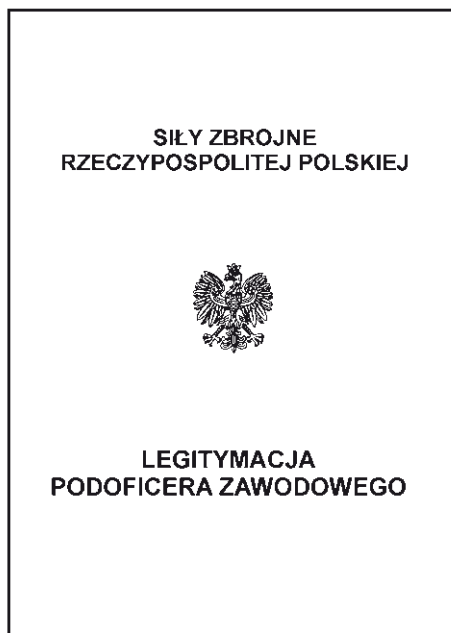 SIŁY ZBROJNE
RZECZYPOSPOLITEJ POLSKIEJ
LEGITYMACJA
PODOFICERA ZAWODOWEGO